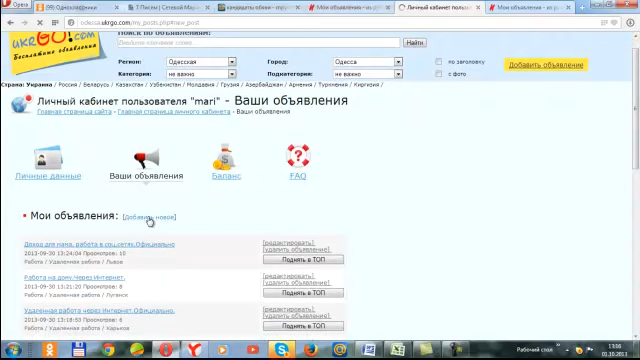 Opera
(9) Одноклассники
odessa.ukrgo.com/my_posts.php#new_post
ukrGO.com
Бесплатные объявления
Поиск по объявлениям:
Найти
Регион: Одесская
Город: Одесса
по заголовку
Добавить объявление
Категория: не важно
Подкатегория: не важно
с фото
Страна: Украина / Россия / Беларусь / Казахстан / Узбекистан / Молдавия / Грузия / Азербайджан / Армения / Туркмения / Киргизия /
Личный кабинет пользователя "mari" - Ваши объявления
Главная страница сайта - Главная страница личного кабинета - Ваши объявления
Личные данные
Ваши объявления
Баланс
FAQ
Мои объявления: [Добавить новое]
Доход для мамы, работа в соц.сетях.Официально
[редактировать]
2013-09-30 13:24:04 Просмотров: 10
[удалить объявление]
Работа / Удаленная работа / Львов
Поднять в ТОП
Работа на дому.Через Интернет.
[редактировать]
2013-09-30 13:21:20 Просмотров: 8
[удалить объявление]
Работа / Удаленная работа / Луганск
Поднять в ТОП
Удаленная работа через Интернет.Официально.
[редактировать]
2013-09-30 13:18:53 Просмотров: 6
[удалить объявление]
Работа / Удаленная работа / Харьков
Поднять в ТОП
Рабочий стол
13:56
01.10.2013